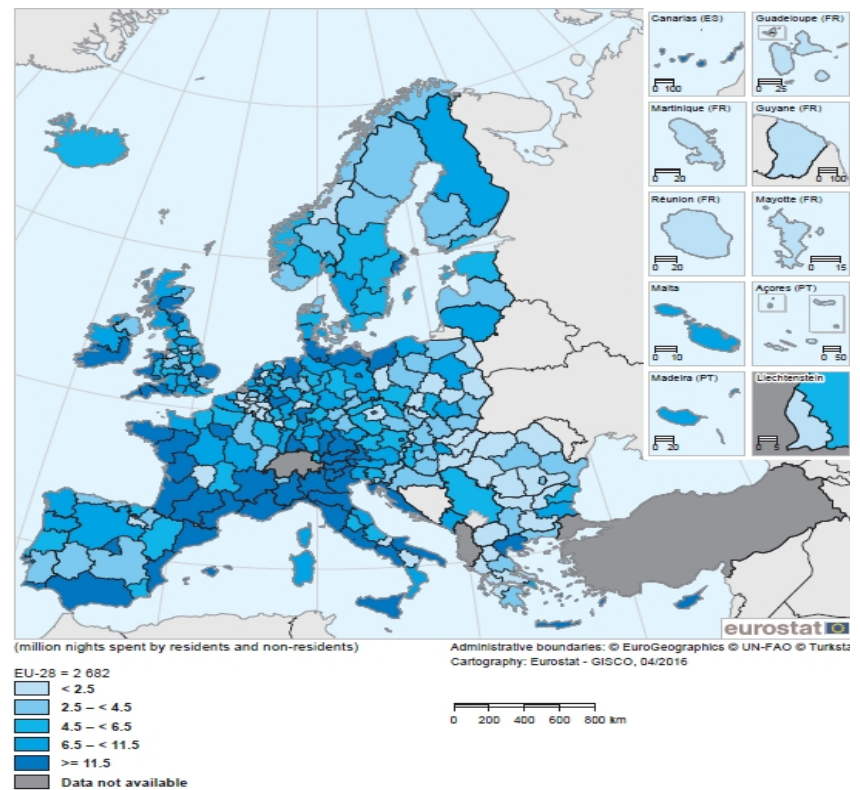 Canarias (ES)
0 100
Guadeloupe (FR)
0 25
Martinique (FR)
0 20
Guyane (FR)
0 100
Réunion (FR)
0 20
Mayotte (FR)
0 15
Malta
0 10
Açores (PT)
0 50
Madeira (PT)
0 20
Liechtenstein
0 5
eurostat
(million nights spent by residents and non-residents)
Administrative boundaries: © EuroGeographics © UN-FAO © Turksta
Cartography: Eurostat - GISCO, 04/2016
EU-28 = 2 682
< 2.5
2.5 – < 4.5
4.5 – < 6.5
6.5 – < 11.5
>= 11.5
Data not available
0 200 400 600 800 km